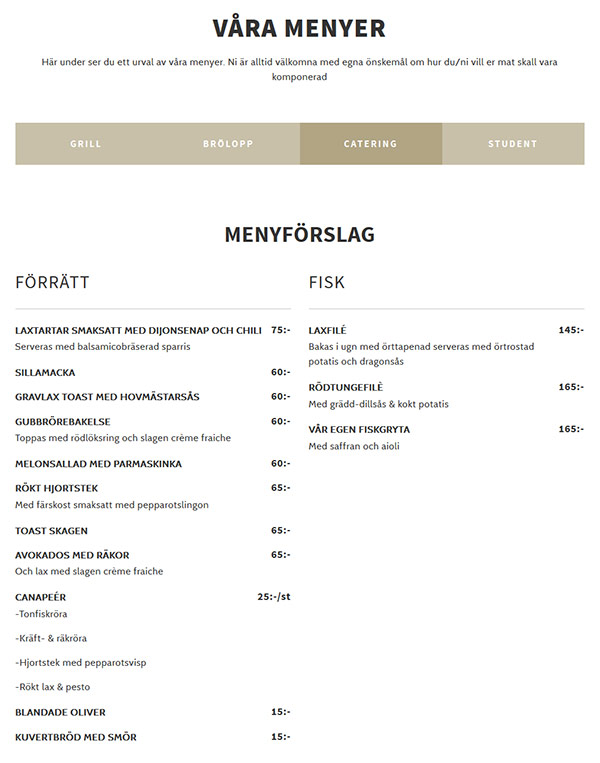 VÅRA MENYER
Här under ser du ett urval av våra menyer. Ni är alltid välkomna med egna önskemål om hur du/ni vill er mat skall vara
komponerad
GRILL
BRÖLOPP
CATERING
STUDENT
MENYFÖRSLAG
FÖRRÄTT
LAXTARTAR SMAKSATT MED DIJONSENAP OCH CHILI 75:-
Serveras med balsamicobräserad sparris
SILLAMACKA 60:-
GRAVLAX TOAST MED HOVMÄSTARSÅS 60:-
GUBBRÖREBAKELSE 60:-
Toppas med rödlöksring och slagen crème fraiche
MELONSALLAD MED PARMASKINKA 60:-
RÖKT HJORTSTEK 65:-
Med färskost smaksatt med pepparotslingon
TOAST SKAGEN 65:-
AVOKADOS MED RÄKOR 65:-
Och lax med slagen crème fraiche
CANAPEÉR 25:-/st
-Tonfiskröra
-Kräft- & räkröra
-Hjortstek med pepparotsvisp
-Rökt lax & pesto
BLANDADE OLIVER 15:-
KUVERTBRÖD MED SMÖR 15:-
FISK
LAXFILÉ 145:-
Bakas i ugn med örttapenad serveras med örtrostad
potatis och dragonsås
RÖDTUNGEFILÈ 165:-
Med grädd-dillsås & kokt potatis
VÅR EGEN FISKGRYTA 165:-
Med saffran och aioli